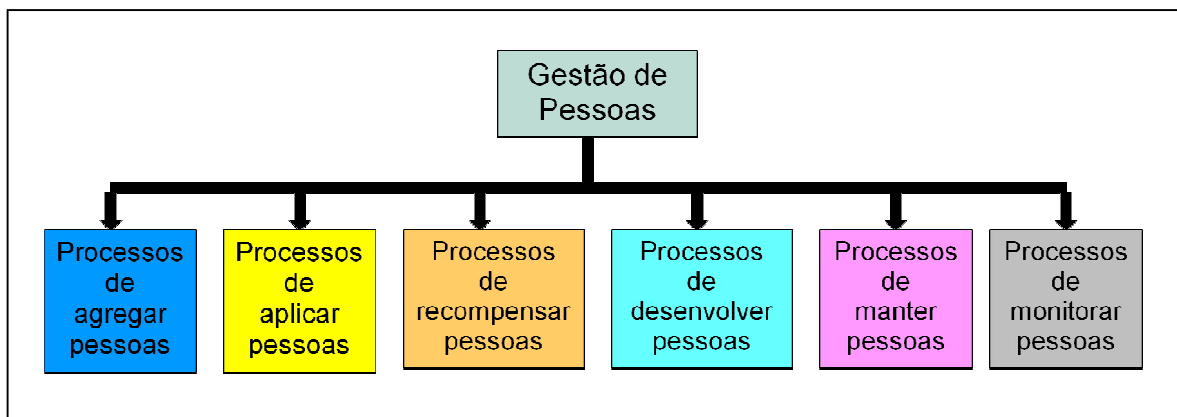 Gestão de
Pessoas
Processos
de
agregar
pessoas
Processos
de
aplicar
pessoas
Processos
de
recompensar
pessoas
Processos
de
desenvolver
pessoas
Processos
de
manter
pessoas
Processos
de
monitorar
pessoas